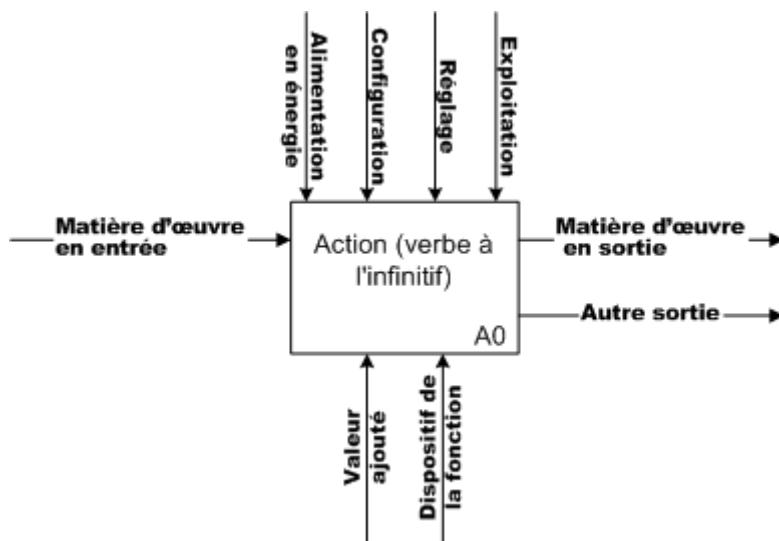 Alimentation
en énergie
Configuration
Réglage
Exploitation
Matière d'œuvre
en entrée
Action (verbe à
l'infinitif)
A0
Matière d'œuvre
en sortie
Autre sortie
Valeur
ajouté
Dispositif de
la fonction